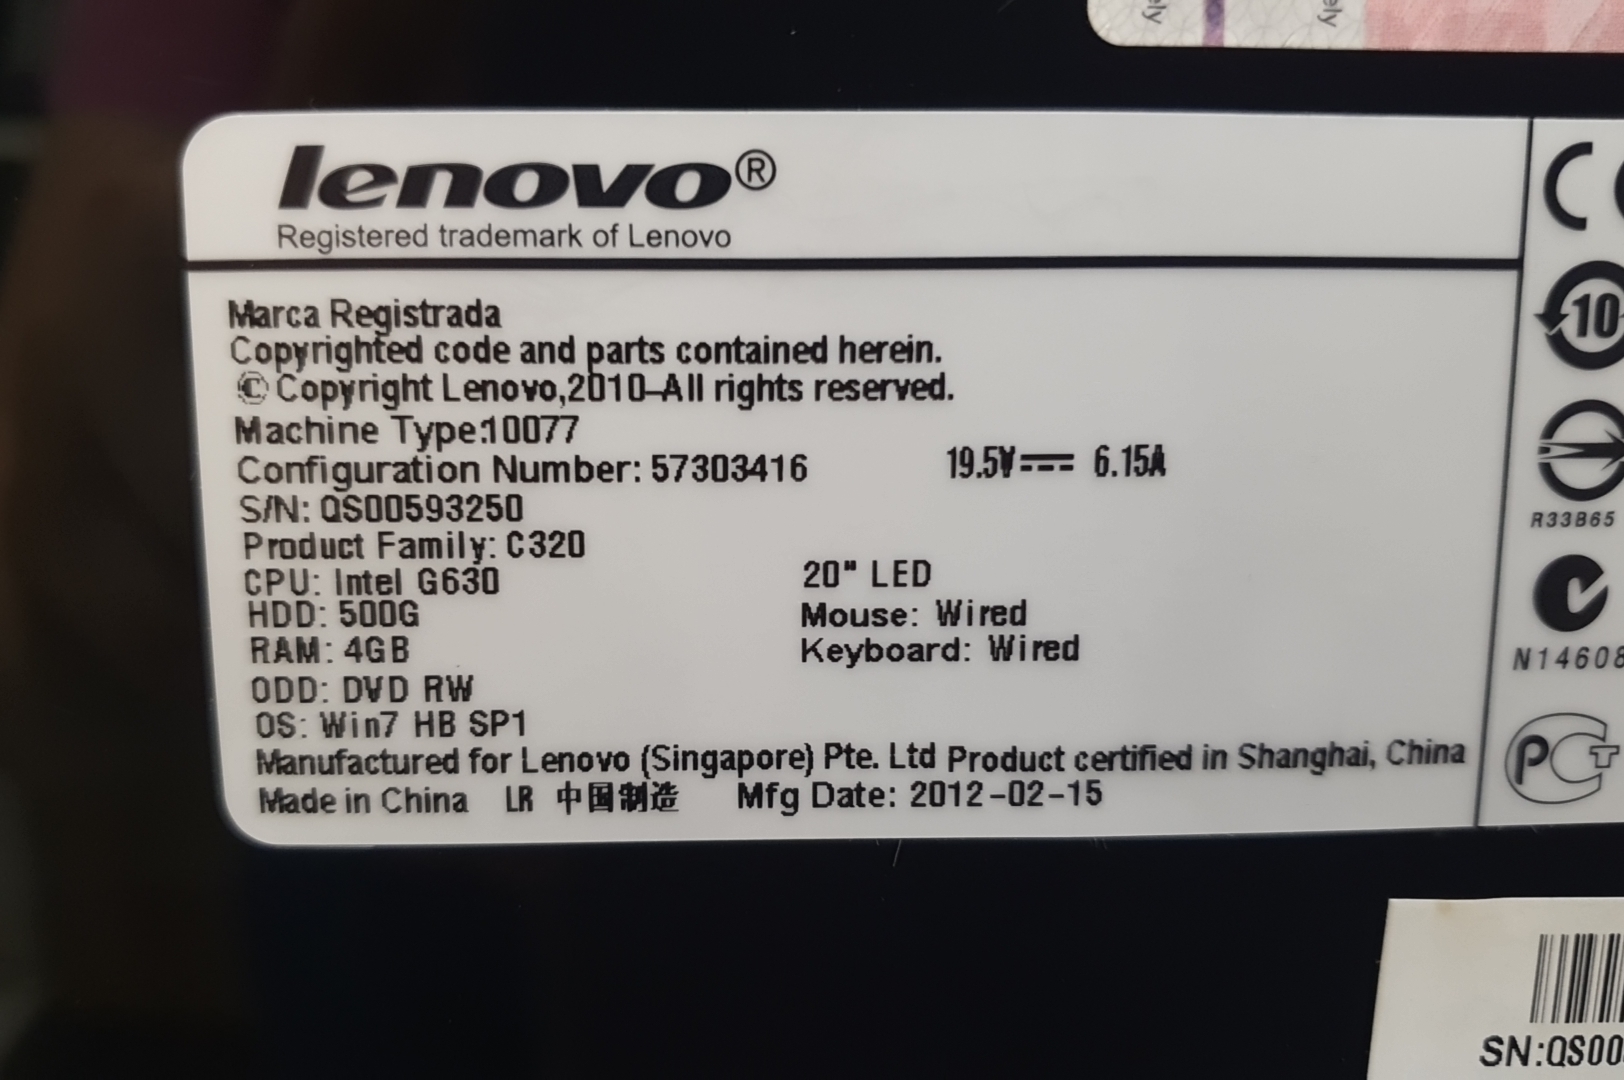 ely
ely
lenovo®
Registered trademark of Lenovo
Marca Registrada
Copyrighted code and parts contained herein.
© Copyright Lenovo,2010-All rights reserved.
Machine Type:10077
Configuration Number: 57303416
19.5V 6.15A
S/N: QS00593250
Product Family: C320
CPU: Intel G630
20" LED
HDD: 500G
Mouse: Wired
RAM: 4GB
Keyboard: Wired
ODD: DVD RW
OS: Win7 HB SP1
Manufactured for Lenovo (Singapore) Pte. Ltd Product certified in Shanghai, China
Made in China LR 中国制造 Mfg Date: 2012-02-15
C
10
R33B65
N14608
PCT
SN:QS00